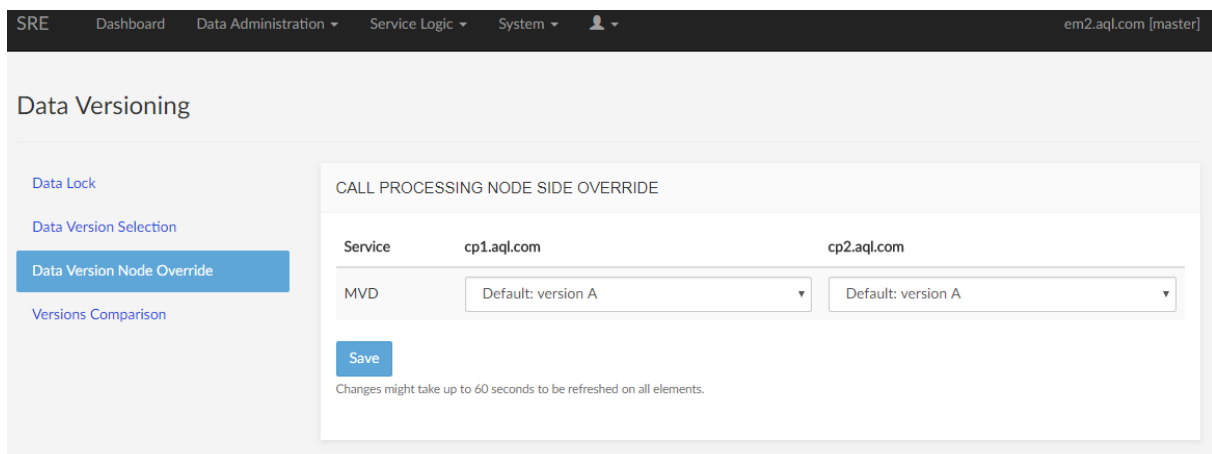 SRE Dashboard Data Administration Service Logic System em2.aql.com [master]
Data Versioning
Data Lock
Data Version Selection
Data Version Node Override
Versions Comparison
CALL PROCESSING NODE SIDE OVERRIDE
Service cp1.aql.com cp2.aql.com
MVD Default: version A Default: version A
Save
Changes might take up to 60 seconds to be refreshed on all elements.